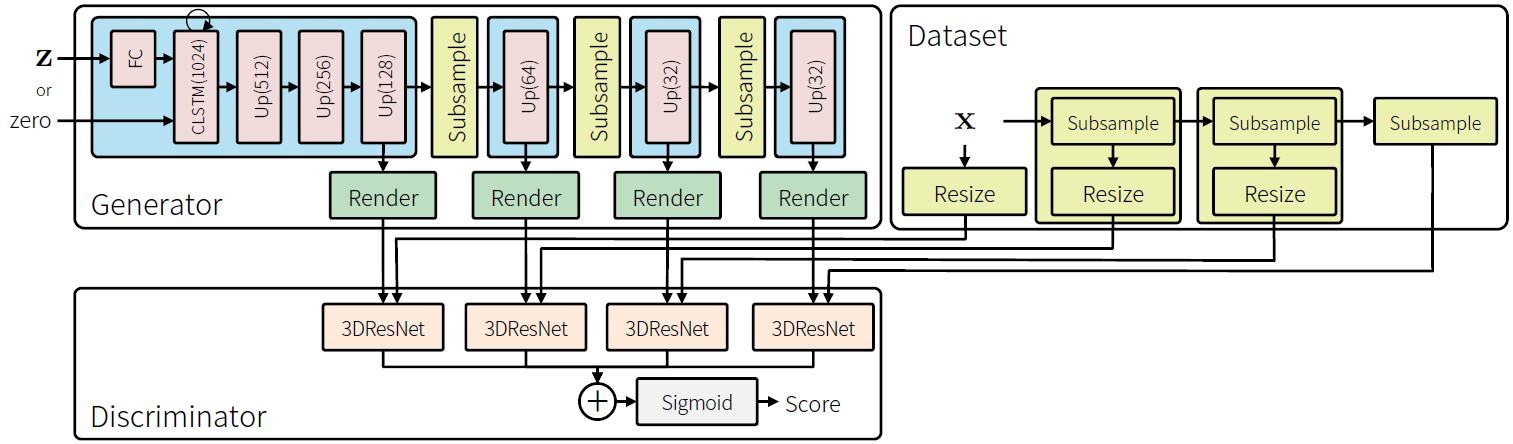 z
or
zero
FC
CLSTM(1024)
Up(512)
Up(256)
Up(128)
Subsample
Up(64)
Subsample
Up(32)
Subsample
Up(32)
Render
Render
Render
Render
Generator
Dataset
x
Subsample
Subsample
Subsample
Resize
Resize
Resize
3DResNet
3DResNet
3DResNet
3DResNet
+
Sigmoid
Score
Discriminator